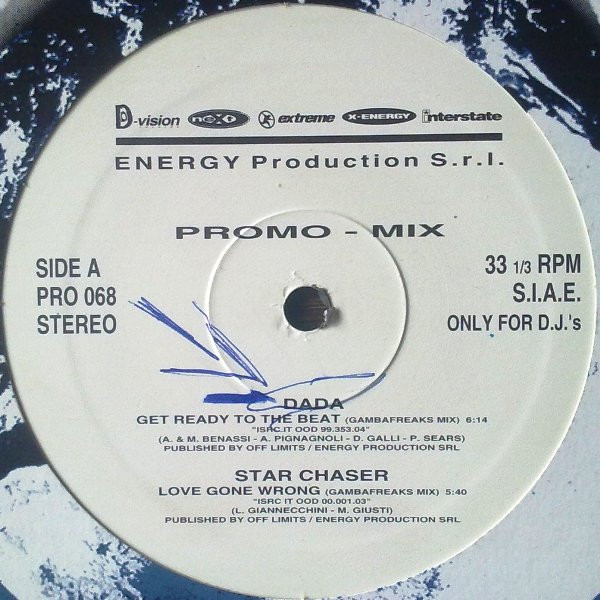 D-vision next extreme X-ENERGY interstate
ENERGY Production S.r.l.
PROMO - MIX
SIDE A
PRO 068
STEREO
33 1/3 RPM
S.I.A.E.
ONLY FOR D.J.'s
DADA
GET READY TO THE BEAT (GAMBAFREAKS MIX) 6:14
"ISRC IT OOD 99.353.04"
(A. & M. BENASSI - A. PIGNAGNOLI - D. GALLI - P. SEARS)
PUBLISHED BY OFF LIMITS / ENERGY PRODUCTION SRL
STAR CHASER
LOVE GONE WRONG (GAMBAFREAKS MIX) 5:40
"ISRC IT OOD 00.001.03"
(L. GIANNECCHINI - M. GIUSTI)
PUBLISHED BY OFF LIMITS / ENERGY PRODUCTION SRL